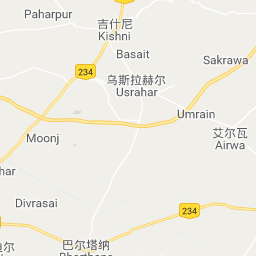 Paharpur
吉什尼
Kishni
Basait
Sakrawa
234
乌斯拉赫尔
Usrahar
Umrain
艾尔瓦
Airwa
234
Moonj
har
Divrasai
234
巴尔塔纳